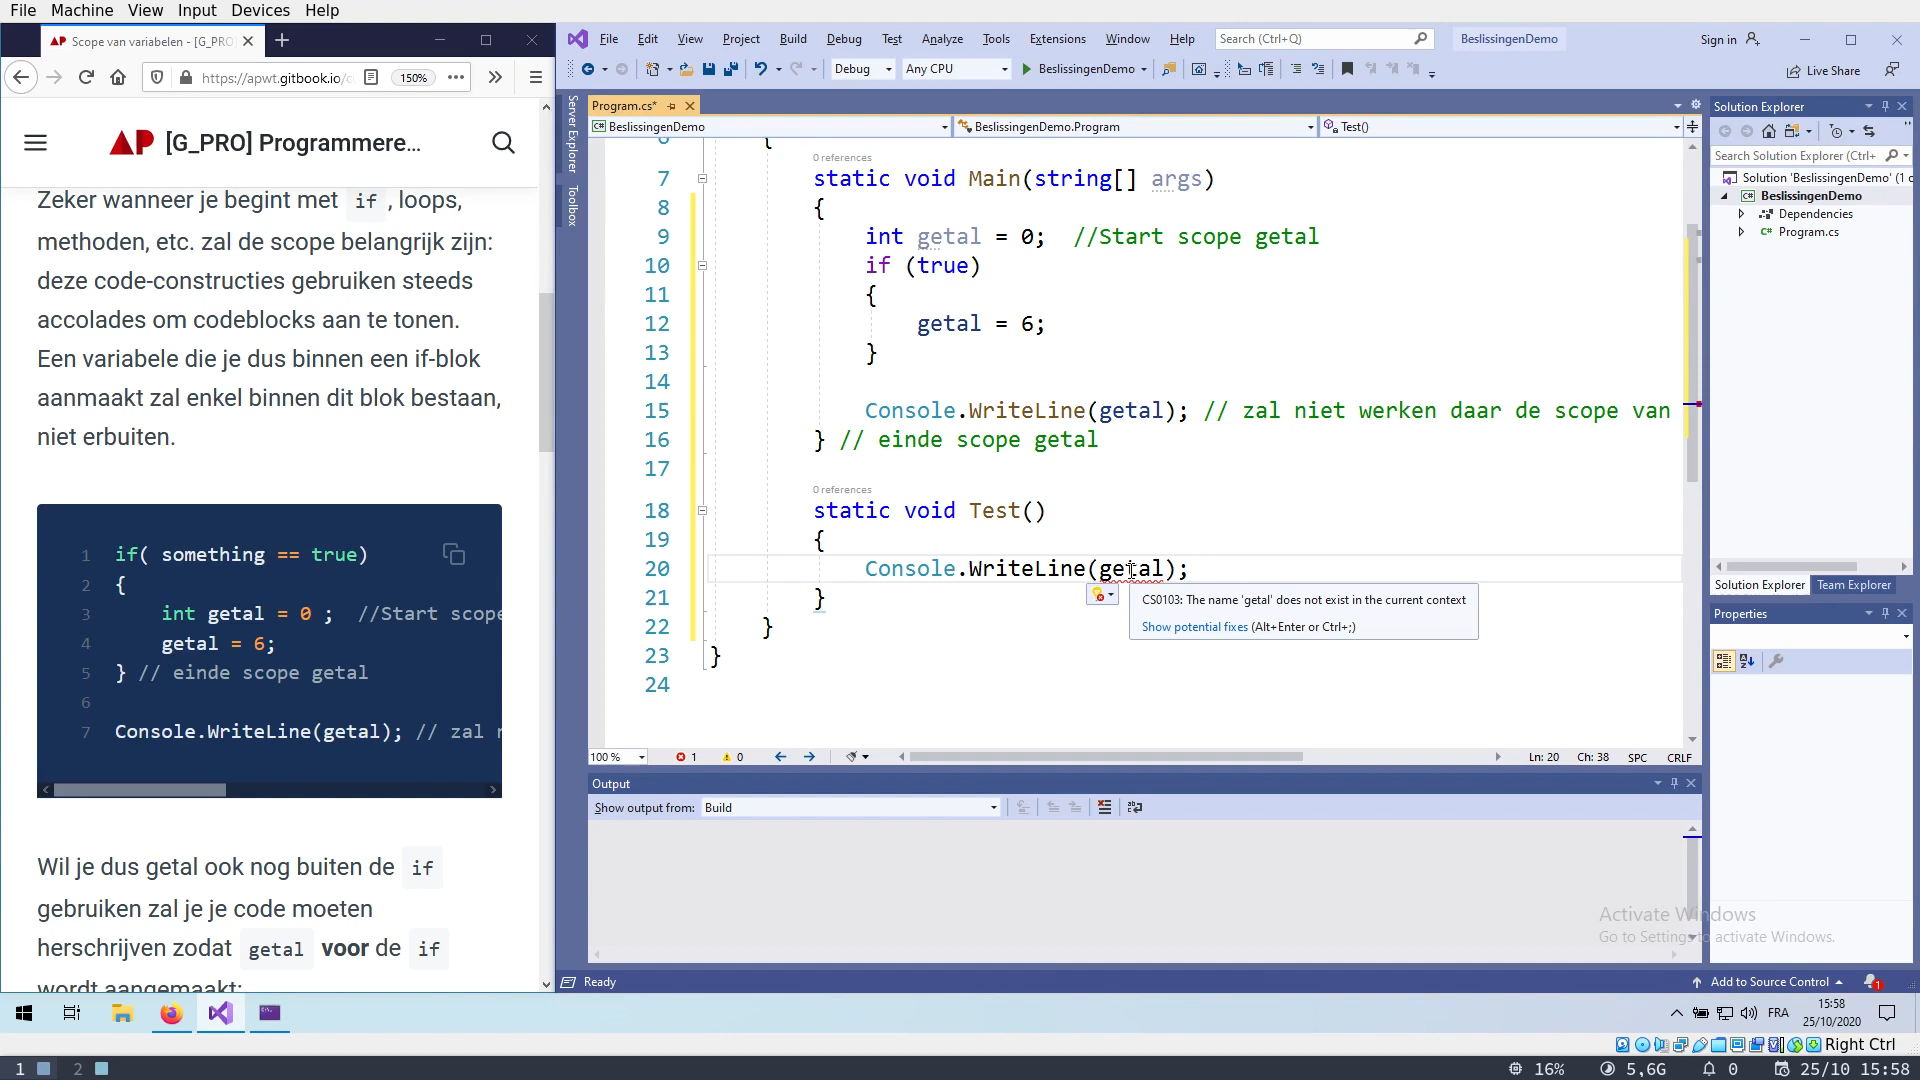 File Machine View Input Devices Help
Scope van variabelen - [G_PRO]
https://apwt.gitbook.io/c
150%
[G_PRO] Programmere...
Zeker wanneer je begint met if , loops,
methoden, etc. zal de scope belangrijk zijn:
deze code-constructies gebruiken steeds
accolades om codeblocks aan te tonen.
Een variabele die je dus binnen een if-blok
aanmaakt zal enkel binnen dit blok bestaan,
niet erbuiten.
1 if( something == true)
2 {
3 int getal = 0 ; //Start scope
4 getal = 6;
5 } // einde scope getal
6
7 Console.WriteLine(getal); // zal
Wil je dus getal ook nog buiten de if
gebruiken zal je je code moeten
herschrijven zodat getal voor de if
wordt aangemaakt:
File Edit View Project Build Debug Test Analyze Tools Extensions Window Help
Search (Ctrl+Q)
BeslissingenDemo
Sign in
Debug
Any CPU
BeslissingenDemo
Live Share
Server Explorer
Toolbox
Program.cs*
BeslissingenDemo
BeslissingenDemo.Program
Test()
6 {
0 references
7 static void Main(string[] args)
8 {
9 int getal = 0; //Start scope getal
10 if (true)
11 {
12 getal = 6;
13 }
14
15 Console.WriteLine(getal); // zal niet werken daar de scope van
16 } // einde scope getal
17
0 references
18 static void Test()
19 {
20 Console.WriteLine(getal);
21 }
22 }
23 }
24
CS0103: The name 'getal' does not exist in the current context
Show potential fixes (Alt+Enter or Ctrl+;)
100 %
1
0
Ln: 20 Ch: 38 SPC CRLF
Output
Show output from: Build
Solution Explorer
Search Solution Explorer (Ctrl+
Solution 'BeslissingenDemo' (1 o
BeslissingenDemo
Dependencies
Program.cs
Solution Explorer Team Explorer
Properties
Activate Windows
Go to Settings to activate Windows.
Ready
Add to Source Control
1
FRA
15:58
25/10/2020
Right Ctrl
1 2
16% 5,6G 0 25/10 15:58